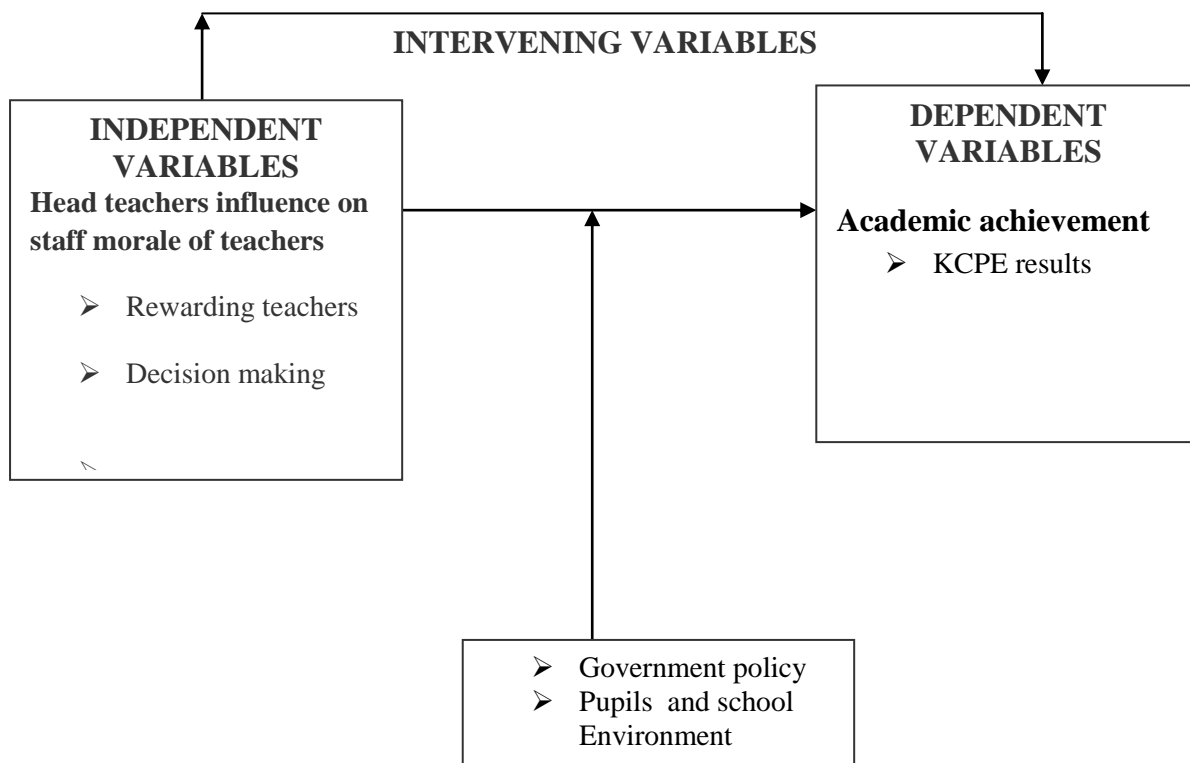 INTERVENING VARIABLES
INDEPENDENT
VARIABLES
Head teachers influence on
staff morale of teachers
➢ Rewarding teachers
➢ Decision making
DEPENDENT
VARIABLES
Academic achievement
➢ KCPE results
➢ Government policy
➢ Pupils and school
Environment